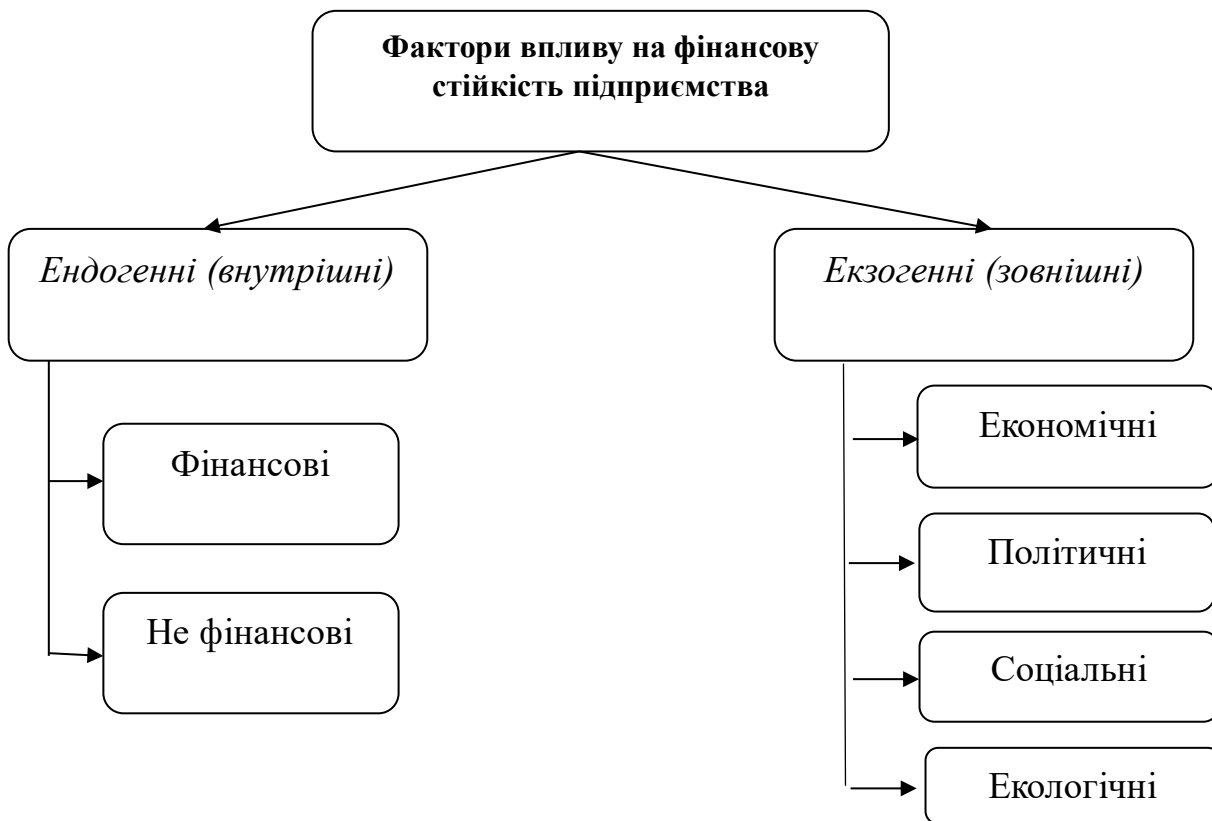 Фактори впливу на фінансову
стійкість підприємства
Ендогенні (внутрішні)
Екзогенні (зовнішні)
Фінансові
Не фінансові
Економічні
Політичні
Соціальні
Екологічні